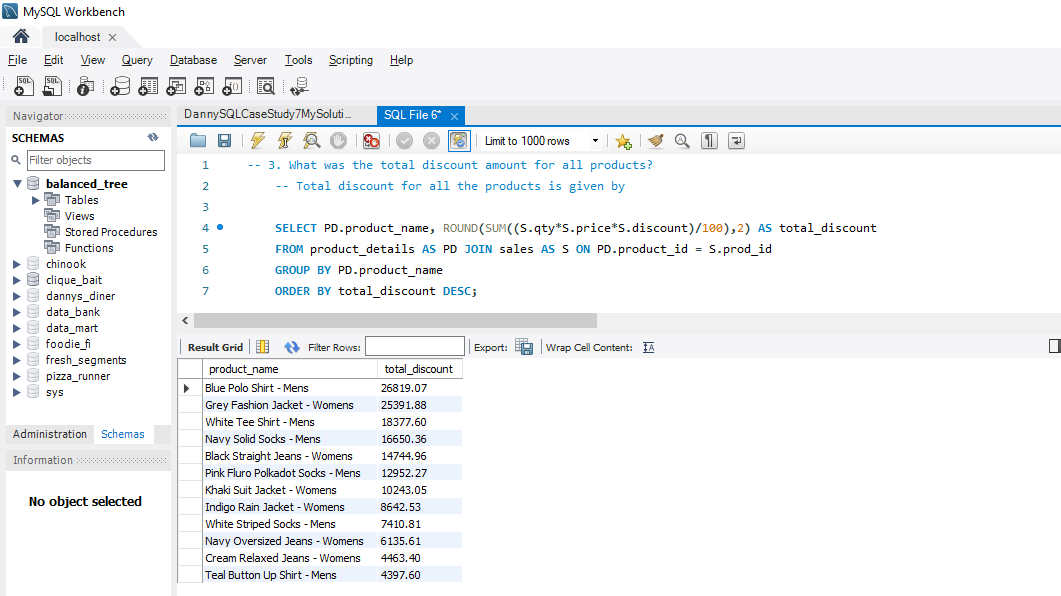 MySQL Workbench
localhost
File Edit View Query Database Server Tools Scripting Help
Navigator
SCHEMAS
Filter objects
balanced_tree
Tables
Views
Stored Procedures
Functions
chinook
clique_bait
dannys_diner
data_bank
data_mart
foodie_fi
fresh_segments
pizza_runner
sys
Administration Schemas
Information
No object selected
DannySQLCaseStudy7MySoluti... SQL File 6*
Limit to 1000 rows
1 -- 3. What was the total discount amount for all products?
2 -- Total discount for all the products is given by
3
4 SELECT PD.product_name, ROUND(SUM((S.qty*S.price*S.discount)/100),2) AS total_discount
5 FROM product_details AS PD JOIN sales AS S ON PD.product_id = S.prod_id
6 GROUP BY PD.product_name
7 ORDER BY total_discount DESC;
Result Grid Filter Rows: Export: Wrap Cell Content:
product_name total_discount
Blue Polo Shirt - Mens 26819.07
Grey Fashion Jacket - Womens 25391.88
White Tee Shirt - Mens 18377.60
Navy Solid Socks - Mens 16650.36
Black Straight Jeans - Womens 14744.96
Pink Fluro Polkadot Socks - Mens 12952.27
Khaki Suit Jacket - Womens 10243.05
Indigo Rain Jacket - Womens 8642.53
White Striped Socks - Mens 7410.81
Navy Oversized Jeans - Womens 6135.61
Cream Relaxed Jeans - Womens 4463.40
Teal Button Up Shirt - Mens 4397.60